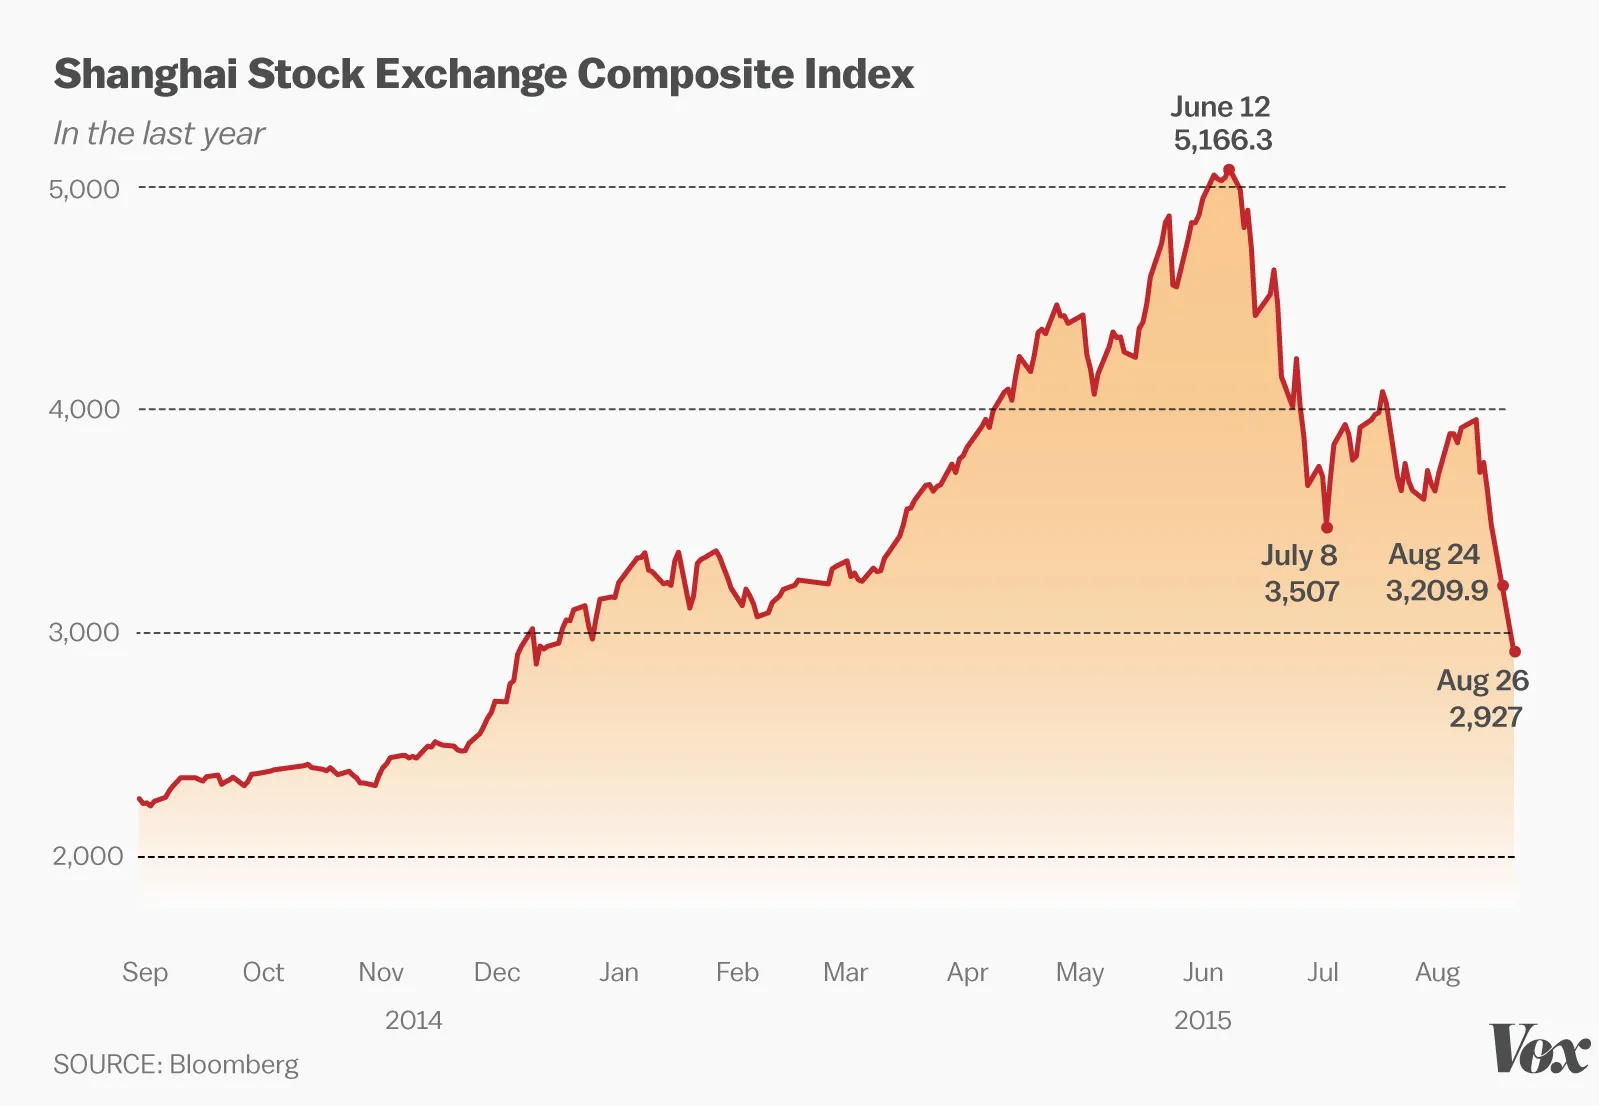 Shanghai Stock Exchange Composite Index
In the last year
June 12
5,166.3
5,000
4,000
July 8
3,507
Aug 24
3,209.9
3,000
Aug 26
2,927
2,000
Sep Oct Nov Dec Jan Feb Mar Apr May Jun Jul Aug
2014 2015
SOURCE: Bloomberg
Vox